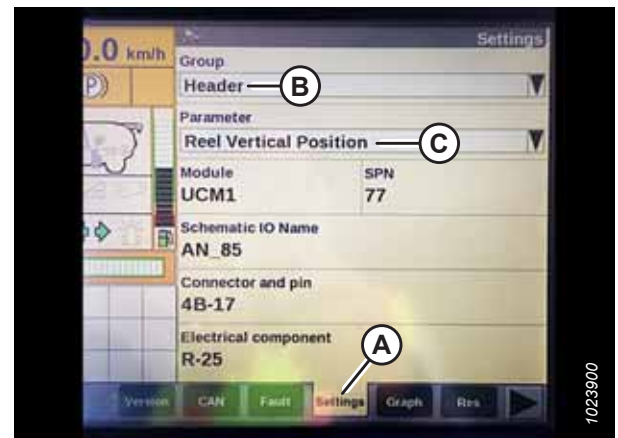 0.0 km/h
Settings
Group
Header
B
(P)
Parameter
Reel Vertical Position
C
Module SPN
UCM1 77
Schematic IO Name
AN_85
Connector and pin
4B-17
Electrical component
R-25
A
Version CAN Fault Settings Graph Res
1023900